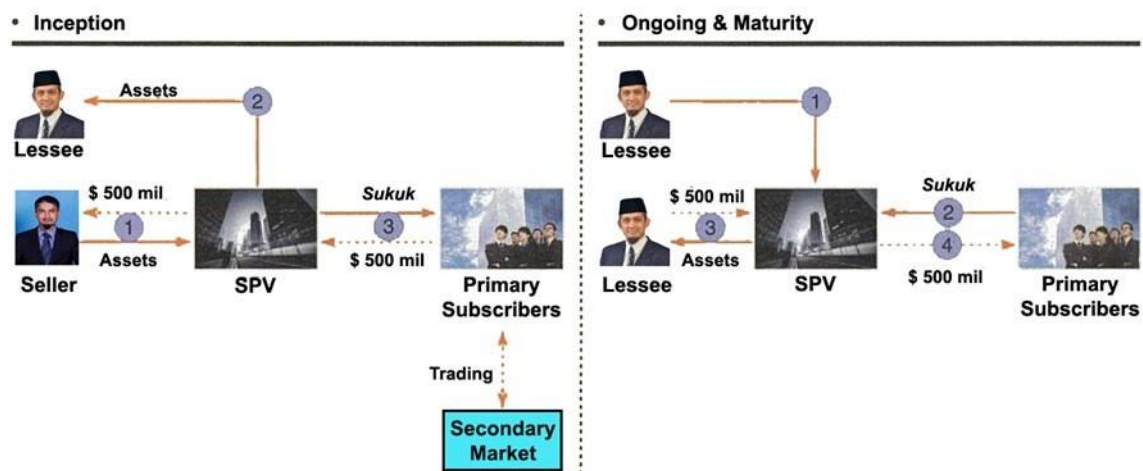 • Inception
Assets
2
Lessee
$ 500 mil
1
Assets
Seller
SPV
Sukuk
3
$ 500 mil
Primary
Subscribers
Trading
Secondary
Market
• Ongoing & Maturity
1
Lessee
$ 500 mil
3
Assets
Lessee
SPV
Sukuk
2
4
$ 500 mil
Primary
Subscribers